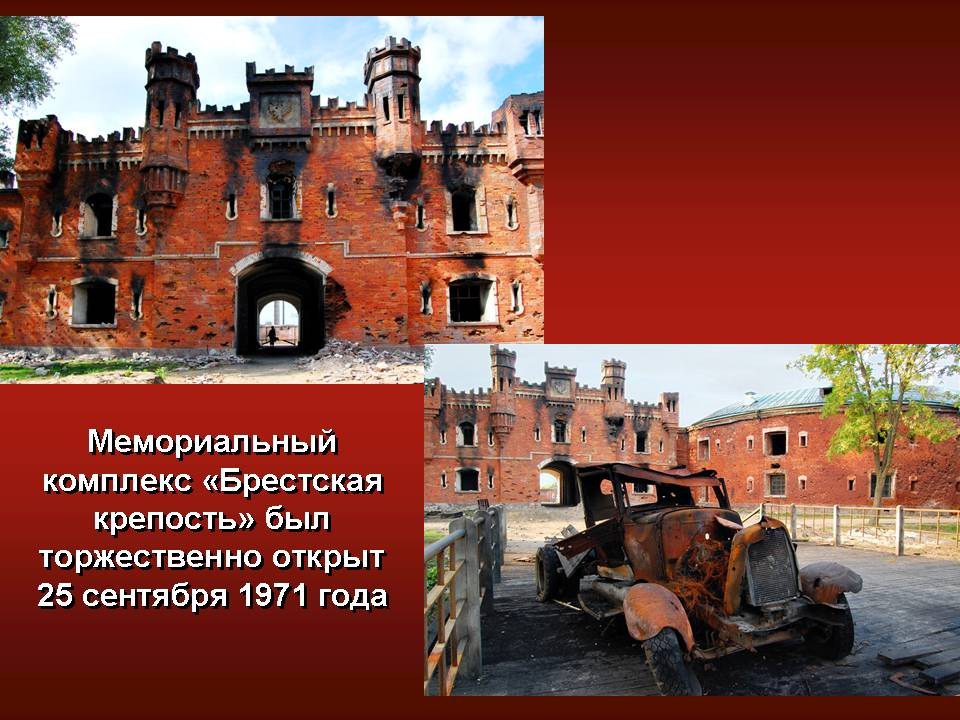 Мемориальный
комплекс «Брестская
крепость» был
торжественно открыт
25 сентября 1971 года